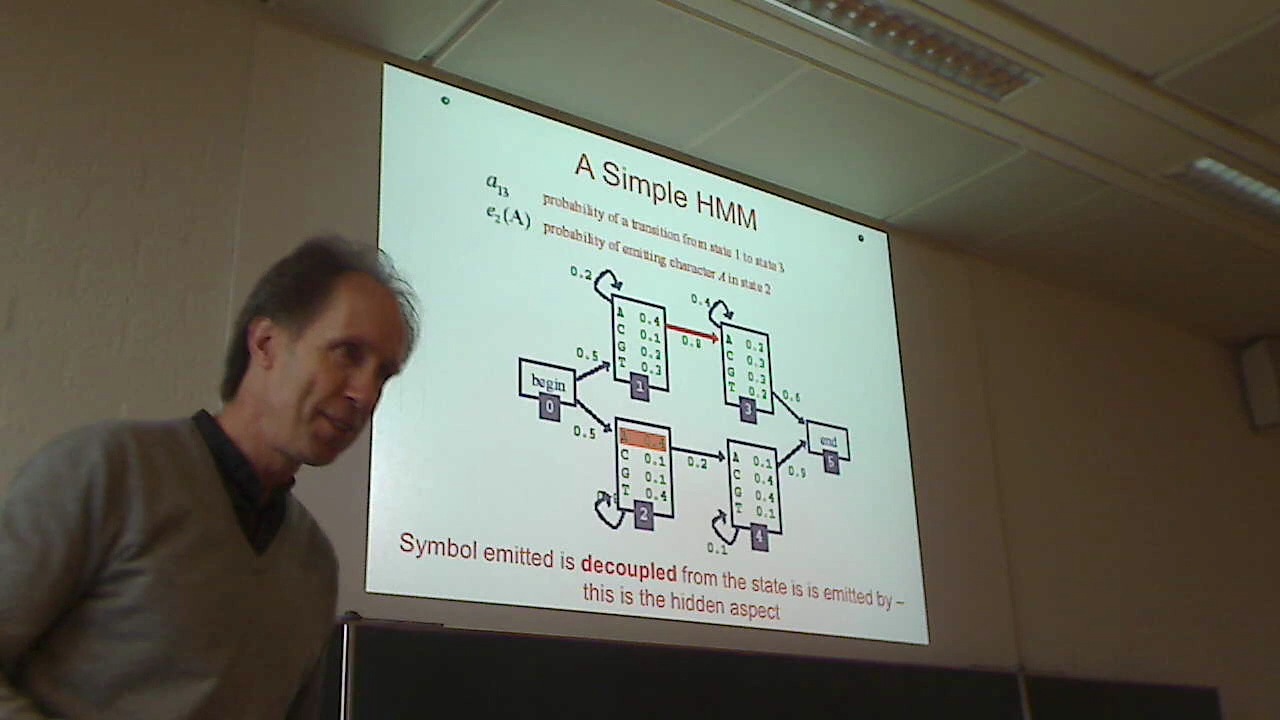 A Simple HMM
a13 probability of a transition from state 1 to state 3
e2(A) probability of emitting character A in state 2
0.2
0.4
A 0.4
C 0.1
G 0.2
T 0.3
1
0.8
A 0.2
C 0.3
G 0.3
T 0.2
3
0.5
begin
0
0.6
end
5
0.5
A 0.4
C 0.1
G 0.1
T 0.4
2
0.2
A 0.1
C 0.4
G 0.4
T 0.1
4
0.9
0.1
Symbol emitted is decoupled from the state is is emitted by –
this is the hidden aspect